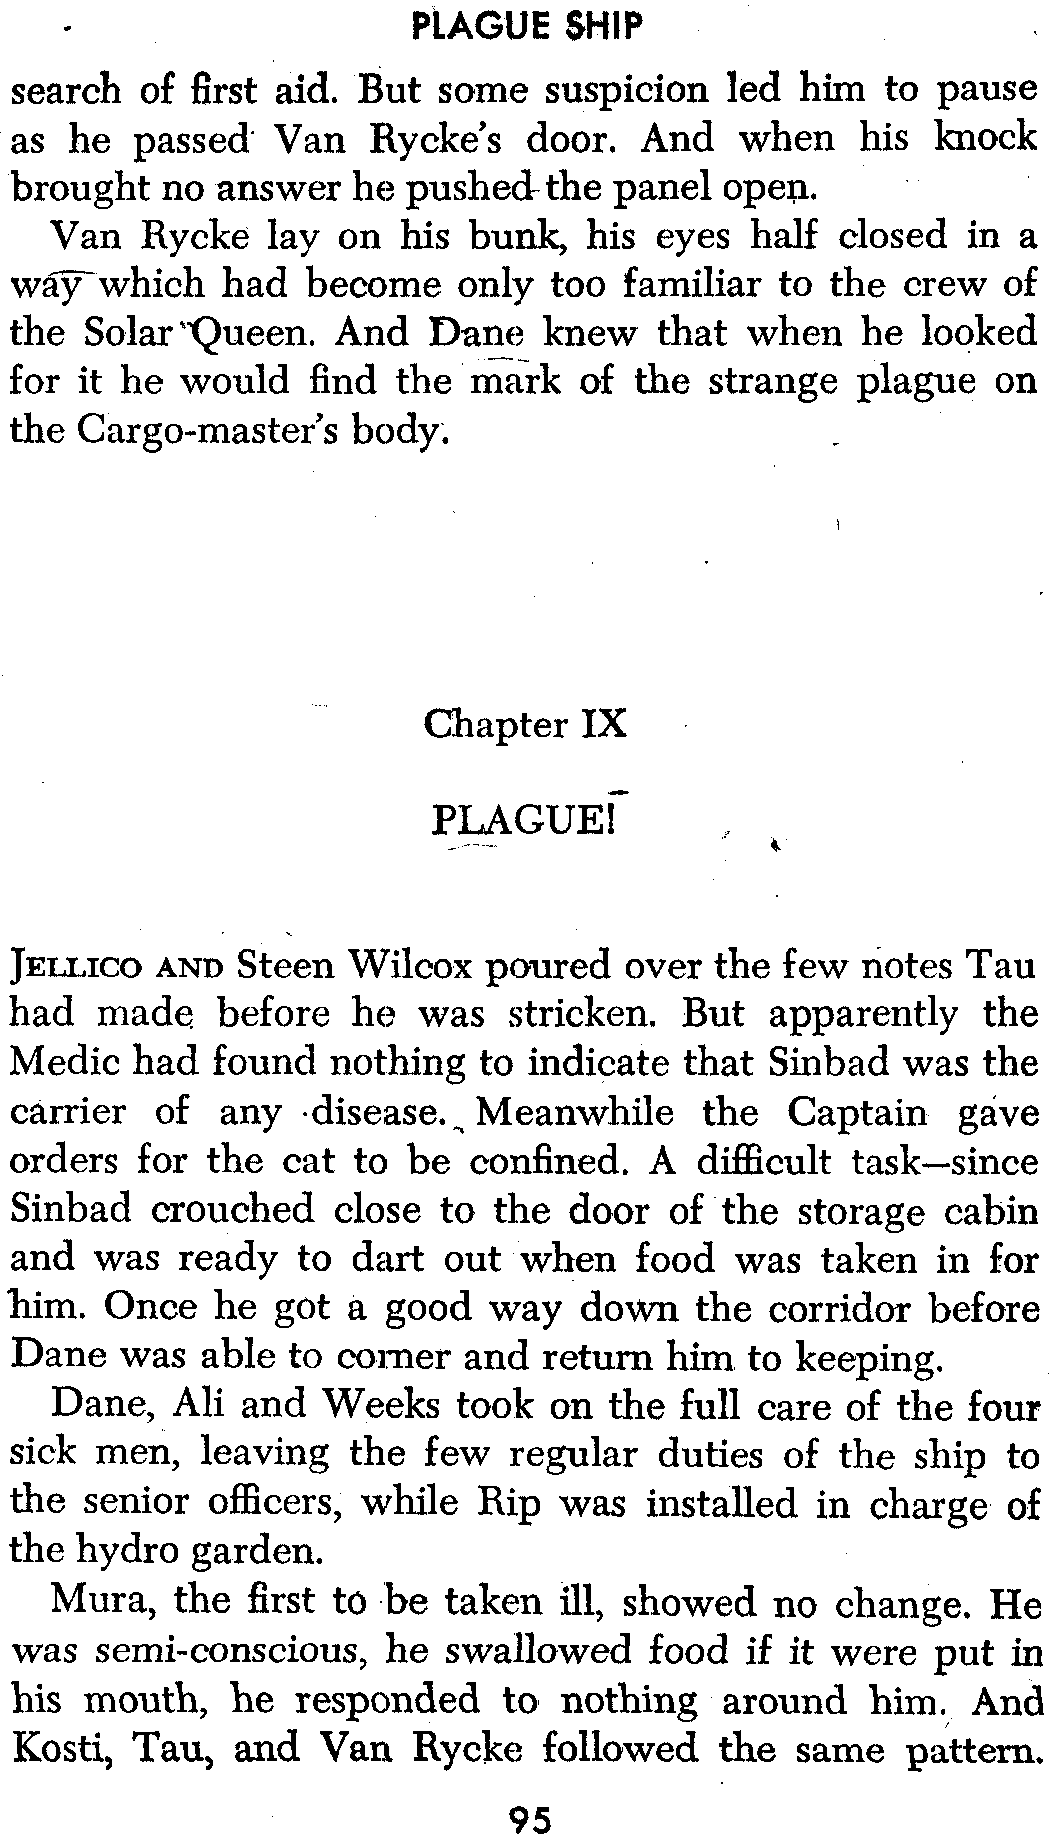 PLAGUE SHIP
search of first aid. But some suspicion led him to pause
as he passed Van Rycke's door. And when his knock
brought no answer he pushed the panel open.
Van Rycke lay on his bunk, his eyes half closed in a
way which had become only too familiar to the crew of
the Solar Queen. And Dane knew that when he looked
for it he would find the mark of the strange plague on
the Cargo-master's body.
Chapter IX
PLAGUE!
JELLICO AND Steen Wilcox poured over the few notes Tau
had made before he was stricken. But apparently the
Medic had found nothing to indicate that Sinbad was the
carrier of any disease. Meanwhile the Captain gave
orders for the cat to be confined. A difficult task—since
Sinbad crouched close to the door of the storage cabin
and was ready to dart out when food was taken in for
him. Once he got a good way down the corridor before
Dane was able to corner and return him to keeping.
Dane, Ali and Weeks took on the full care of the four
sick men, leaving the few regular duties of the ship to
the senior officers, while Rip was installed in charge of
the hydro garden.
Mura, the first to be taken ill, showed no change. He
was semi-conscious, he swallowed food if it were put in
his mouth, he responded to nothing around him. And
Kosti, Tau, and Van Rycke followed the same pattern.
95